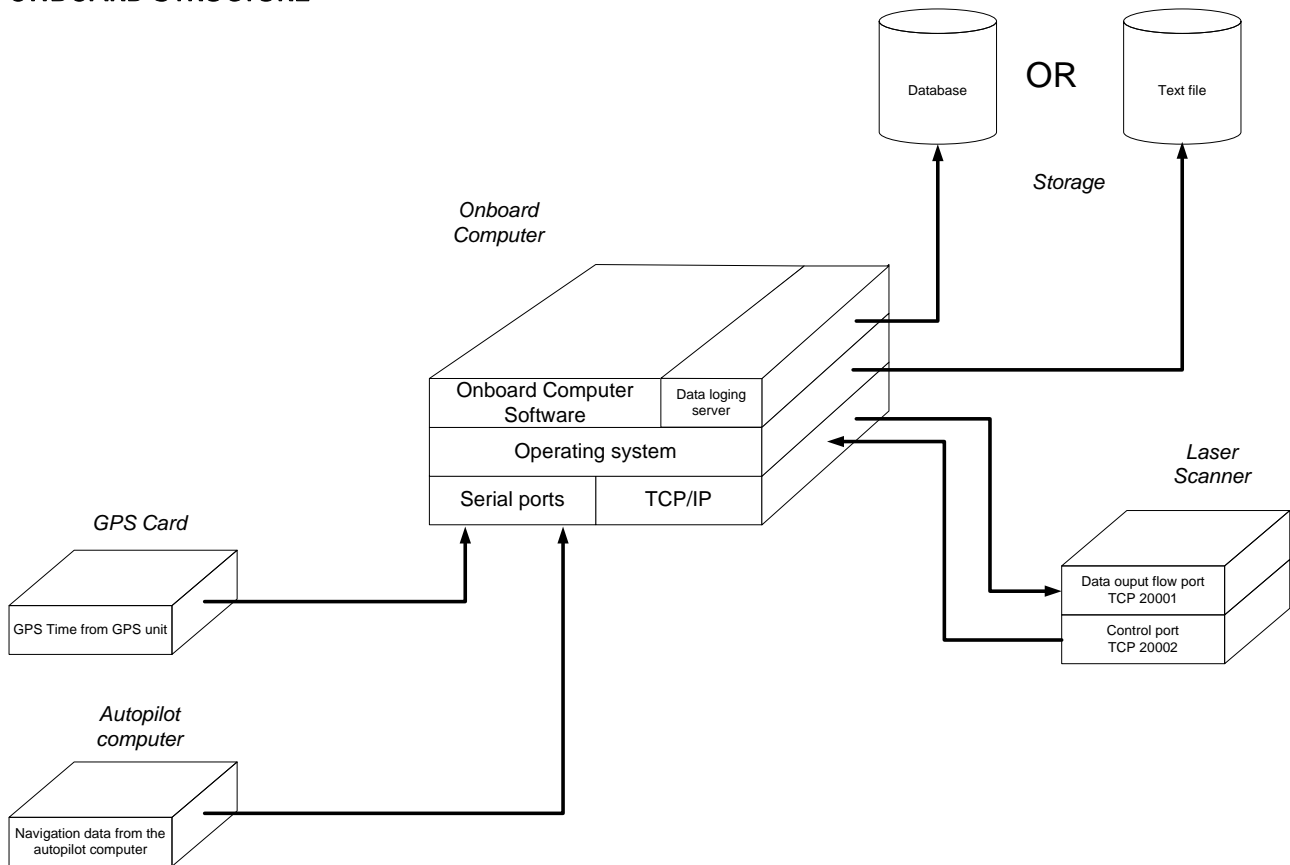 Database
OR
Text file
Storage
Onboard
Computer
Onboard Computer
Software
Data loging
server
Operating system
Serial ports
TCP/IP
Laser
Scanner
GPS Card
Data ouput flow port
TCP 20001
GPS Time from GPS unit
Control port
TCP 20002
Autopilot
computer
Navigation data from the
autopilot computer